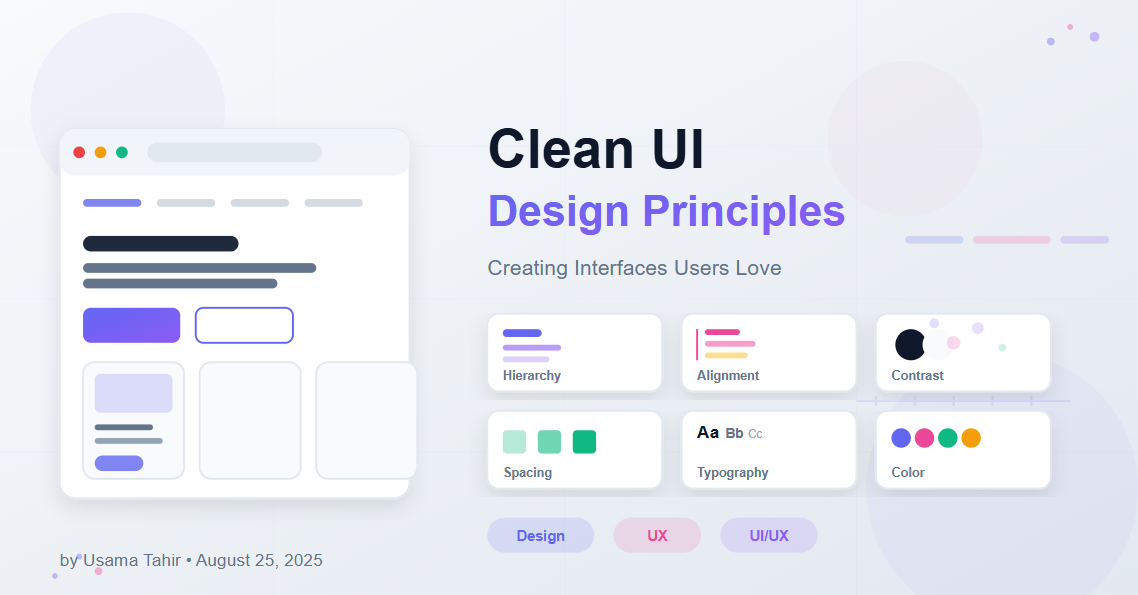 Clean UI
Design Principles
Creating Interfaces Users Love
Hierarchy
Alignment
Contrast
Spacing
Aa Bb Cc
Typography
Color
Design
UX
UI/UX
by Usama Tahir • August 25, 2025